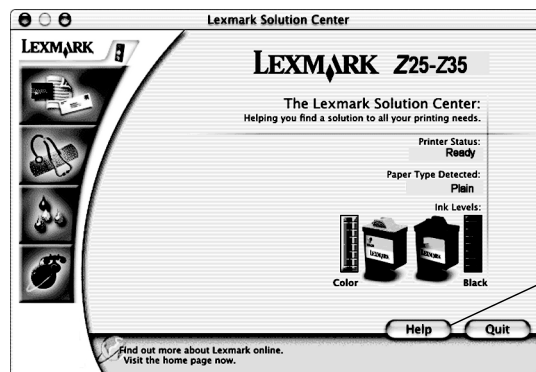 Lexmark Solution Center
LEXMARK
LEXMARK Z25-Z35
The Lexmark Solution Center:
Helping you find a solution to all your printing needs.
Printer Status:
Ready
Paper Type Detected:
Plain
Ink Levels:
LEXMARK
LEXMARK
Color
Black
Help
Quit
Find out more about Lexmark online.
Visit the home page now.